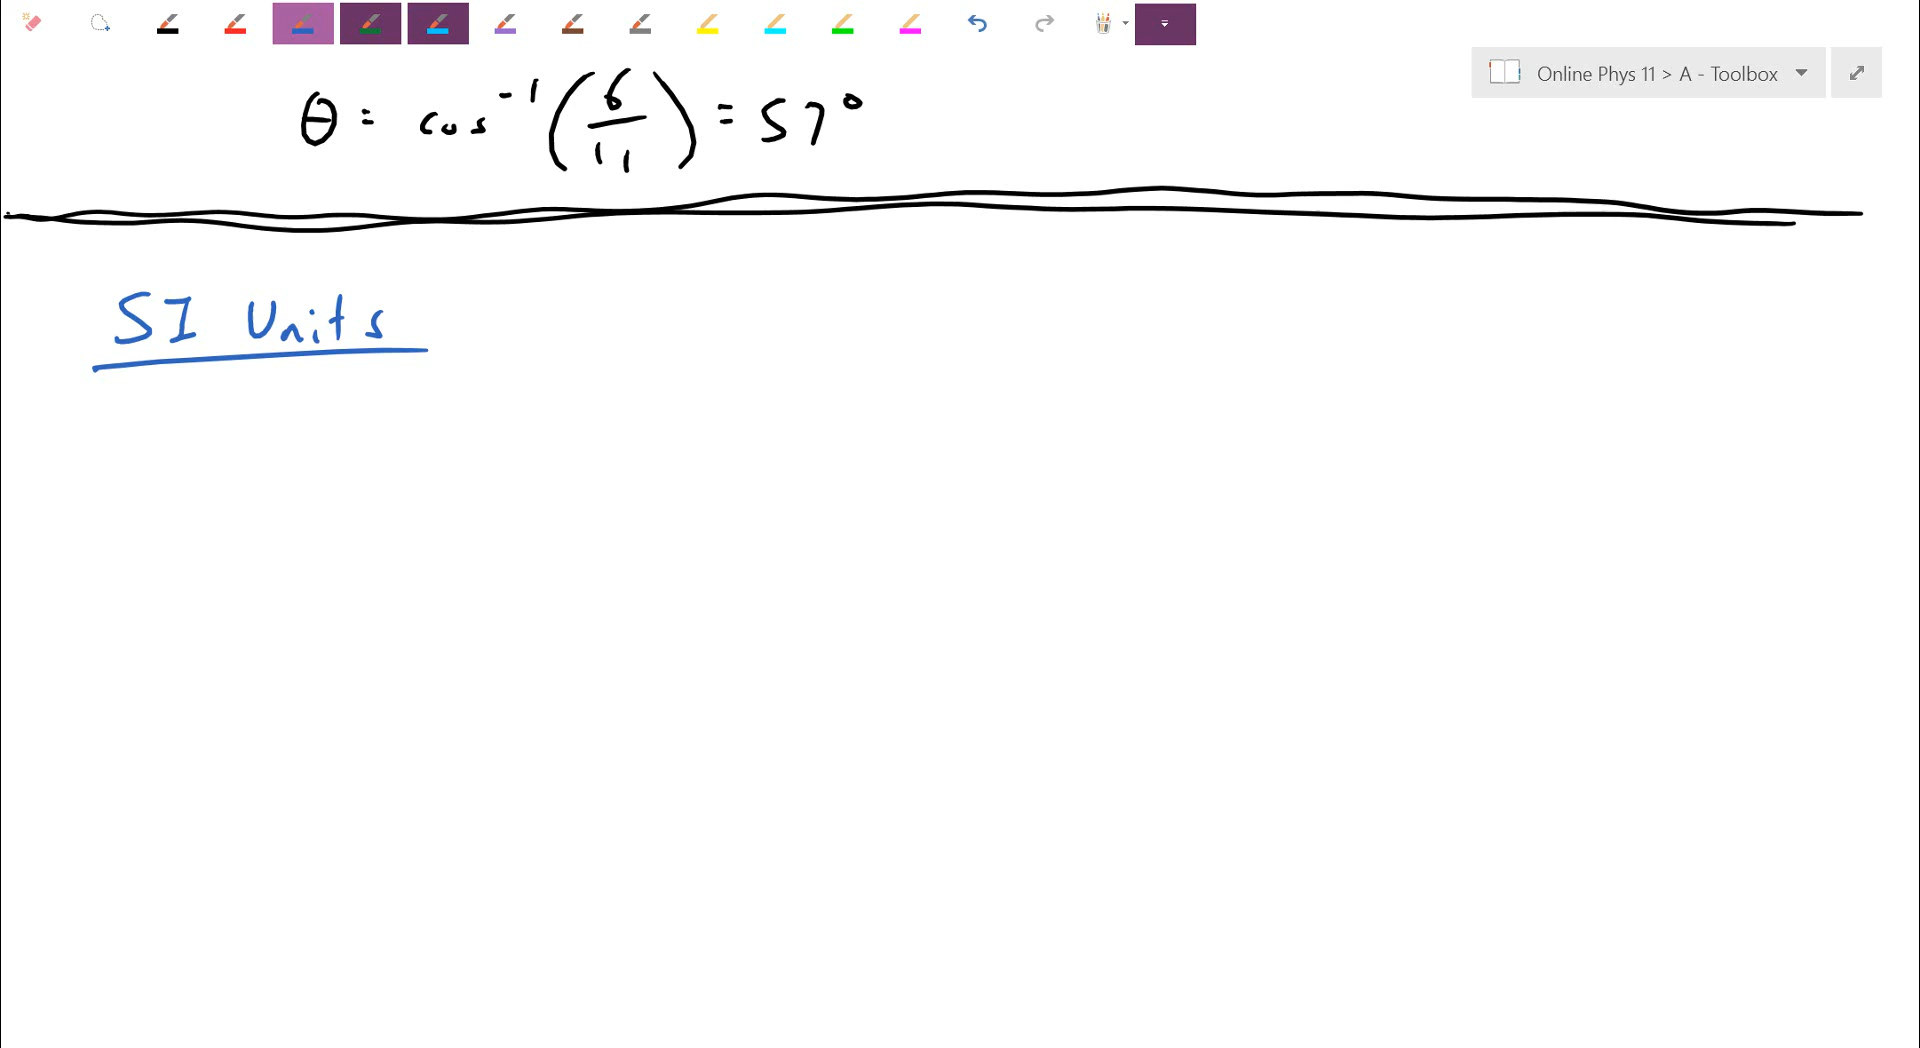 Online Phys 11 > A - Toolbox
θ = cos⁻¹(6/11) = 57°
SI Units